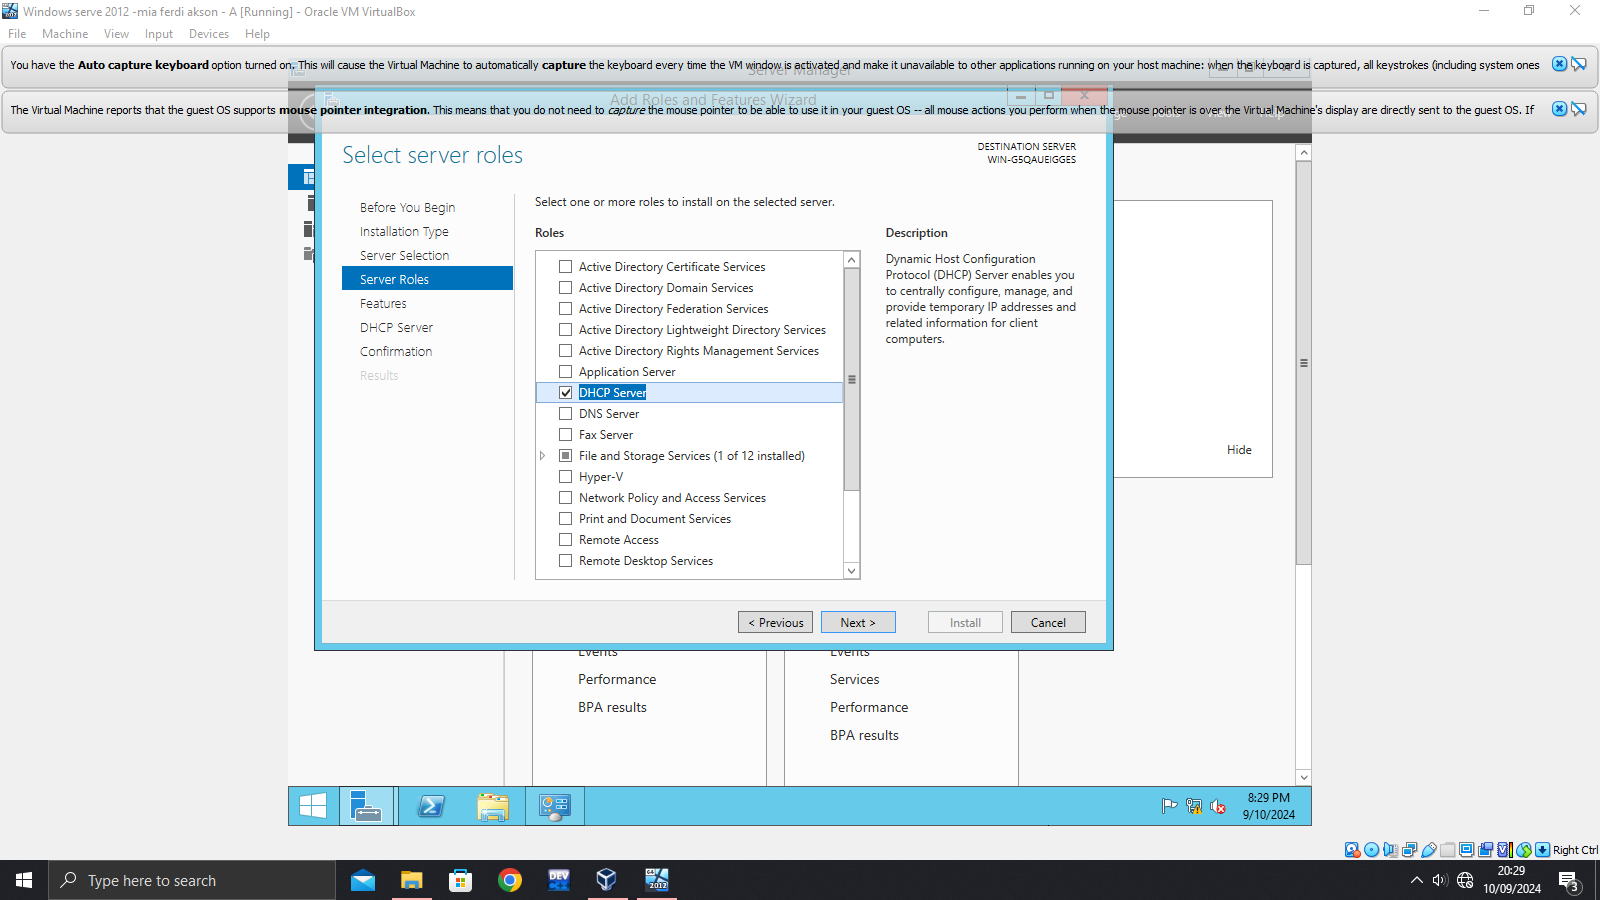 Windows serve 2012 -mia ferdi akson - A [Running] - Oracle VM VirtualBox
File Machine View Input Devices Help
You have the Auto capture keyboard option turned on. This will cause the Virtual Machine to automatically capture the keyboard every time the VM window is activated and make it unavailable to other applications running on your host machine: when the keyboard is captured, all keystrokes (including system ones
Server Manager
Add Roles and Features Wizard
The Virtual Machine reports that the guest OS supports mouse pointer integration. This means that you do not need to capture the mouse pointer to be able to use it in your guest OS -- all mouse actions you perform when the mouse pointer is over the Virtual Machine's display are directly sent to the guest OS. If
Select server roles
DESTINATION SERVER
WIN-G5QAUEIGGES
Before You Begin
Installation Type
Server Selection
Server Roles
Features
DHCP Server
Confirmation
Results
Select one or more roles to install on the selected server.
Roles
Active Directory Certificate Services
Active Directory Domain Services
Active Directory Federation Services
Active Directory Lightweight Directory Services
Active Directory Rights Management Services
Application Server
DHCP Server
DNS Server
Fax Server
File and Storage Services (1 of 12 installed)
Hyper-V
Network Policy and Access Services
Print and Document Services
Remote Access
Remote Desktop Services
Description
Dynamic Host Configuration
Protocol (DHCP) Server enables you
to centrally configure, manage, and
provide temporary IP addresses and
related information for client
computers.
Hide
< Previous Next > Install Cancel
Events
Performance
BPA results
Events
Services
Performance
BPA results
8:29 PM
9/10/2024
Right Ctrl
Type here to search
DEV
2012
20:29
10/09/2024
3